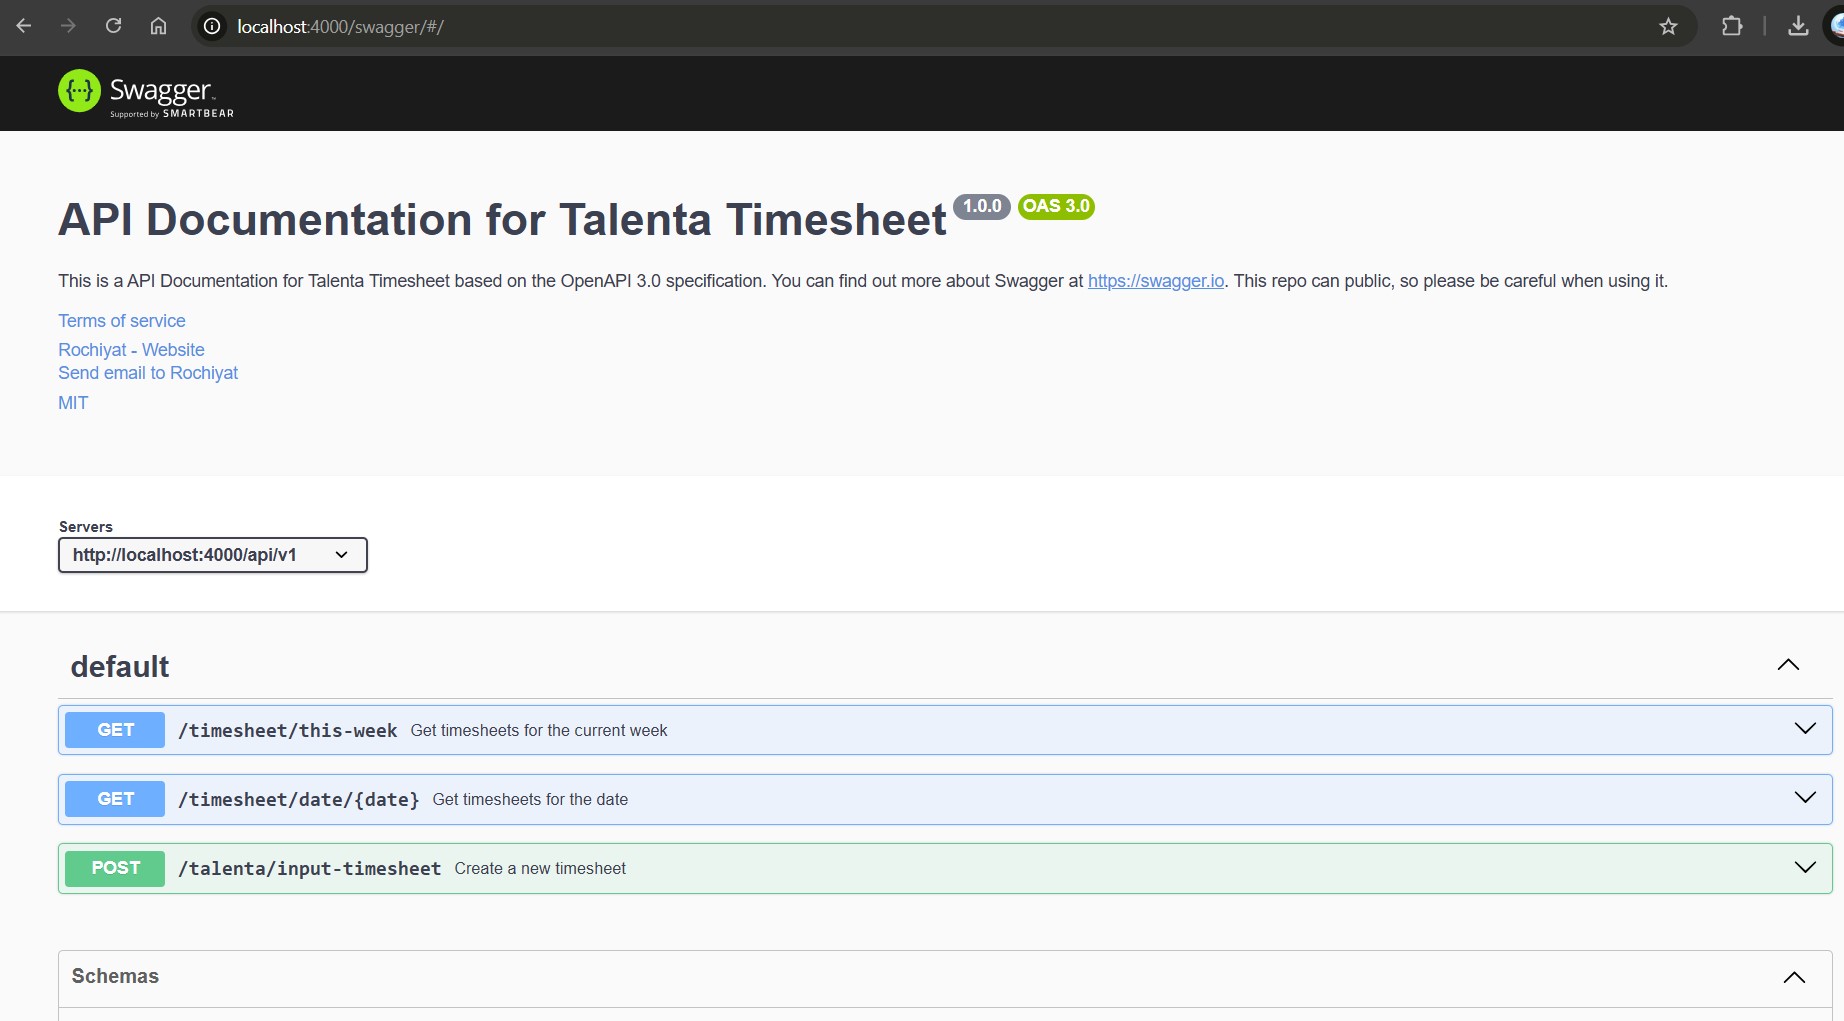 localhost:4000/swagger/#/
{···} Swagger™
Supported by SMARTBEAR
API Documentation for Talenta Timesheet 1.0.0 OAS 3.0
This is a API Documentation for Talenta Timesheet based on the OpenAPI 3.0 specification. You can find out more about Swagger at https://swagger.io. This repo can public, so please be careful when using it.
Terms of service
Rochiyat - Website
Send email to Rochiyat
MIT
Servers
http://localhost:4000/api/v1
default
GET /timesheet/this-week Get timesheets for the current week
GET /timesheet/date/{date} Get timesheets for the date
POST /talenta/input-timesheet Create a new timesheet
Schemas